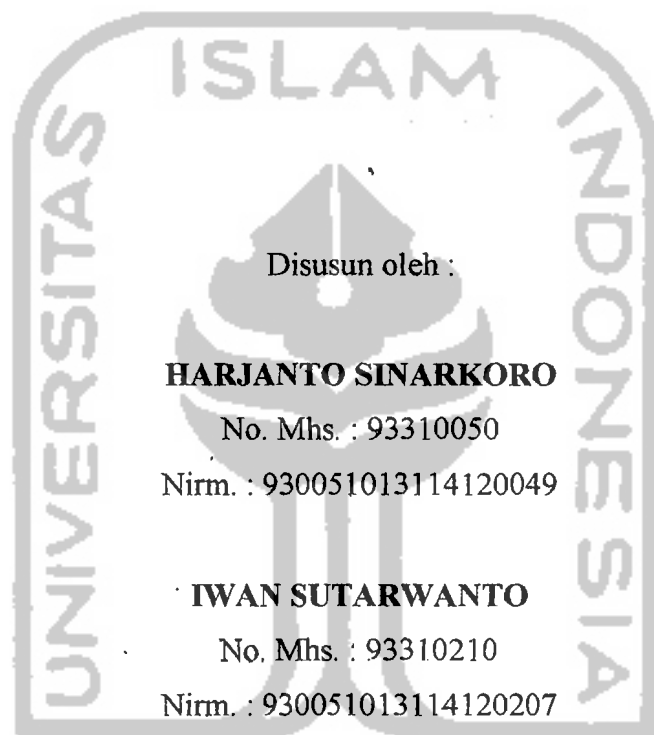 ISLAM
UNIVERSITAS
INDONESIA
Disusun oleh :
HARJANTO SINARKORO
No. Mhs. : 93310050
Nirm. : 930051013114120049
IWAN SUTARWANTO
No. Mhs. : 93310210
Nirm. : 930051013114120207